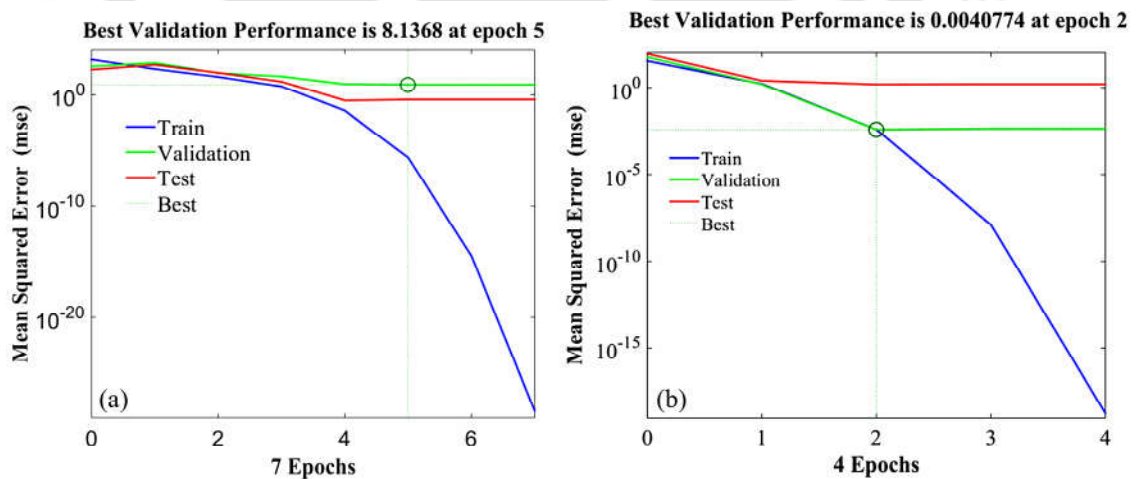 Best Validation Performance is 8.1368 at epoch 5
Mean Squared Error (mse)
10^0
10^-10
10^-20
Train
Validation
Test
Best
(a)
0 2 4 6
7 Epochs
Best Validation Performance is 0.0040774 at epoch 2
Mean Squared Error (mse)
10^0
10^-5
10^-10
10^-15
Train
Validation
Test
Best
(b)
0 1 2 3 4
4 Epochs